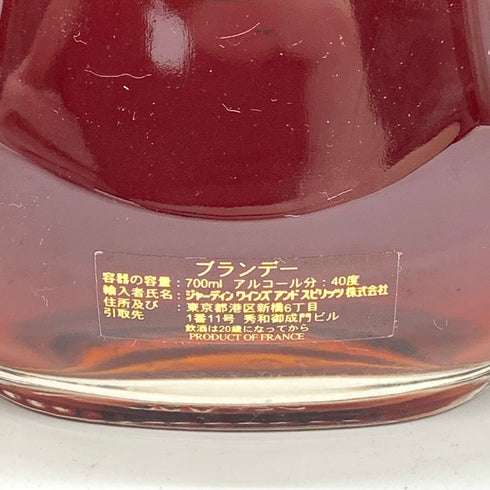 ブランデー
容器の容量:700ml アルコール分:40度
輸入者氏名:ジャーディン ワインズ アンド スピリッツ 株式会社
住所及び:東京都港区新橋6丁目
引取先 1番11号 秀和御成門ビル
飲酒は20歳になってから
PRODUCT OF FRANCE